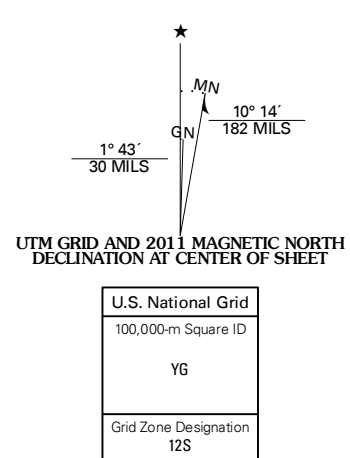 ★
MN
10° 14´
182 MILS
GN
1° 43´
30 MILS
UTM GRID AND 2011 MAGNETIC NORTH
DECLINATION AT CENTER OF SHEET
U.S. National Grid
100,000-m Square ID
YG
Grid Zone Designation
12S